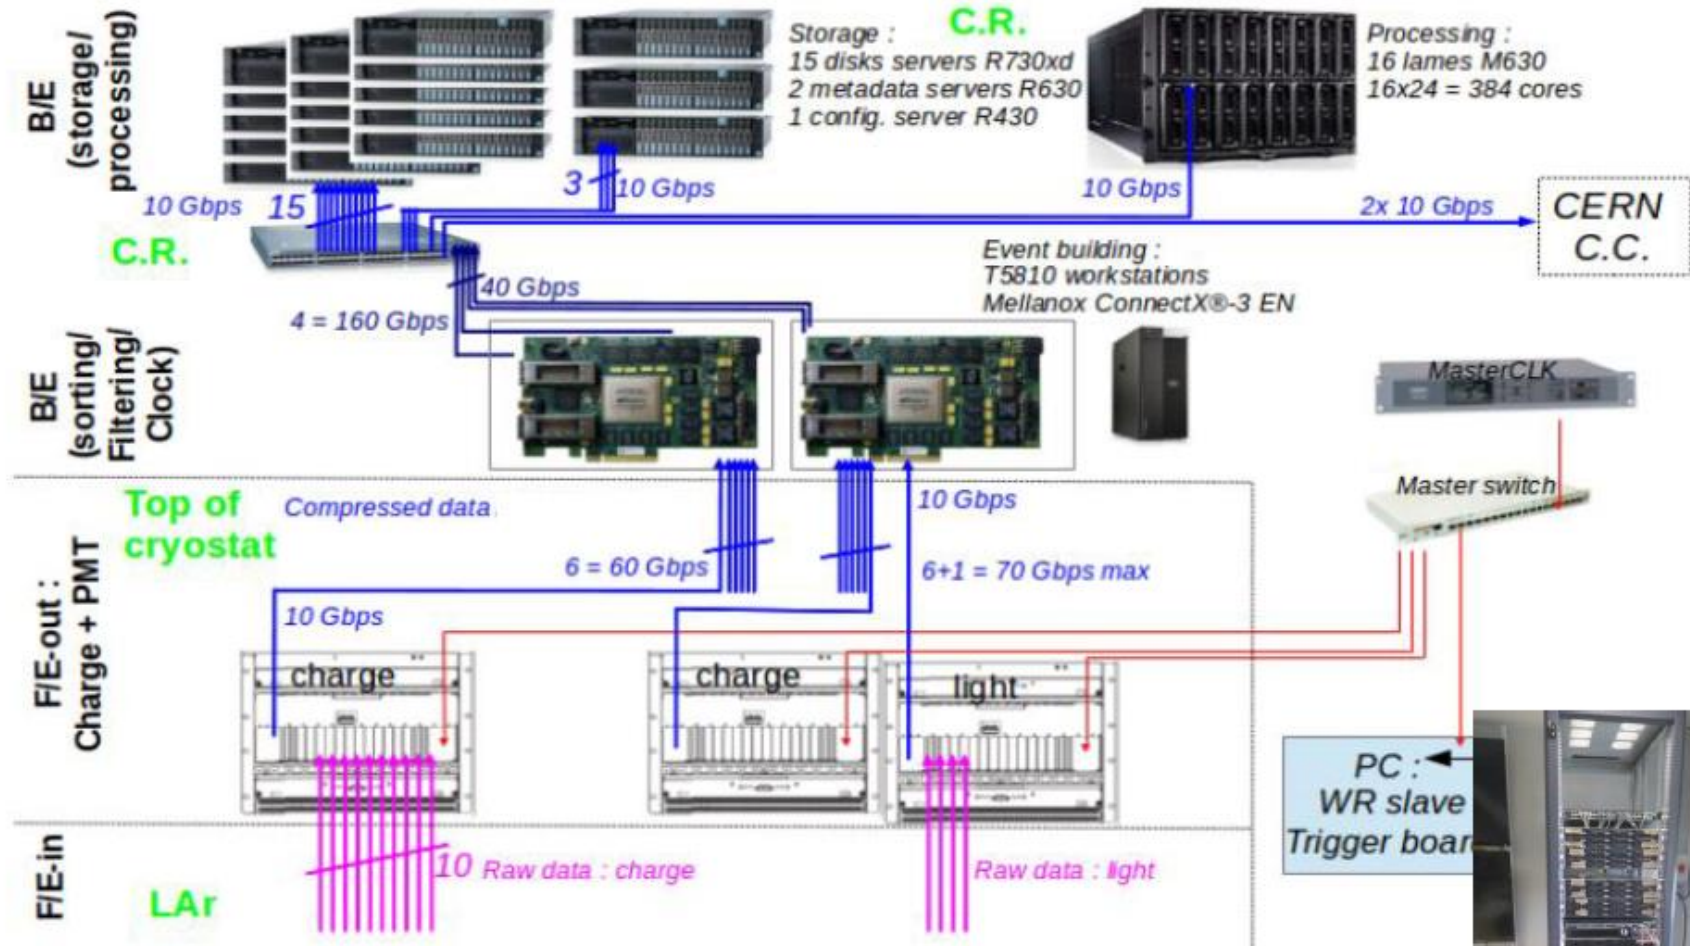 B/E
(storage/
processing)
C.R.
Storage :
15 disks servers R730xd
2 metadata servers R630
1 config. server R430
Processing :
16 lames M630
16x24 = 384 cores
10 Gbps
15
3
10 Gbps
10 Gbps
2x 10 Gbps
CERN
C.C.
C.R.
Event building :
T5810 workstations
Mellanox ConnectX®-3 EN
40 Gbps
4 = 160 Gbps
B/E
(sorting/
Filtering/
Clock)
MasterCLK
Master switch
Top of
cryostat
Compressed data
10 Gbps
6 = 60 Gbps
6+1 = 70 Gbps max
F/E-out :
Charge + PMT
10 Gbps
charge
charge
light
PC :
WR slave
Trigger board
F/E-in
10
Raw data : charge
Raw data : light
LAr